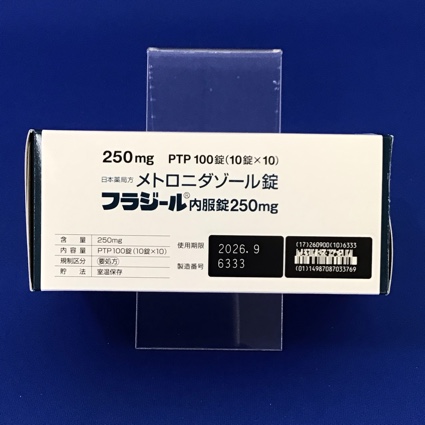 250mg PTP 100錠(10錠×10)
日本薬局方 メトロニダゾール錠
フラジール® 内服錠250mg
含量 250mg
内容量 PTP100錠(10錠×10)
規制区分 要処方
貯法 室温保存
使用期限 2026.9
製造番号 6333
(17)260900(10)6333
(01)14987087033769